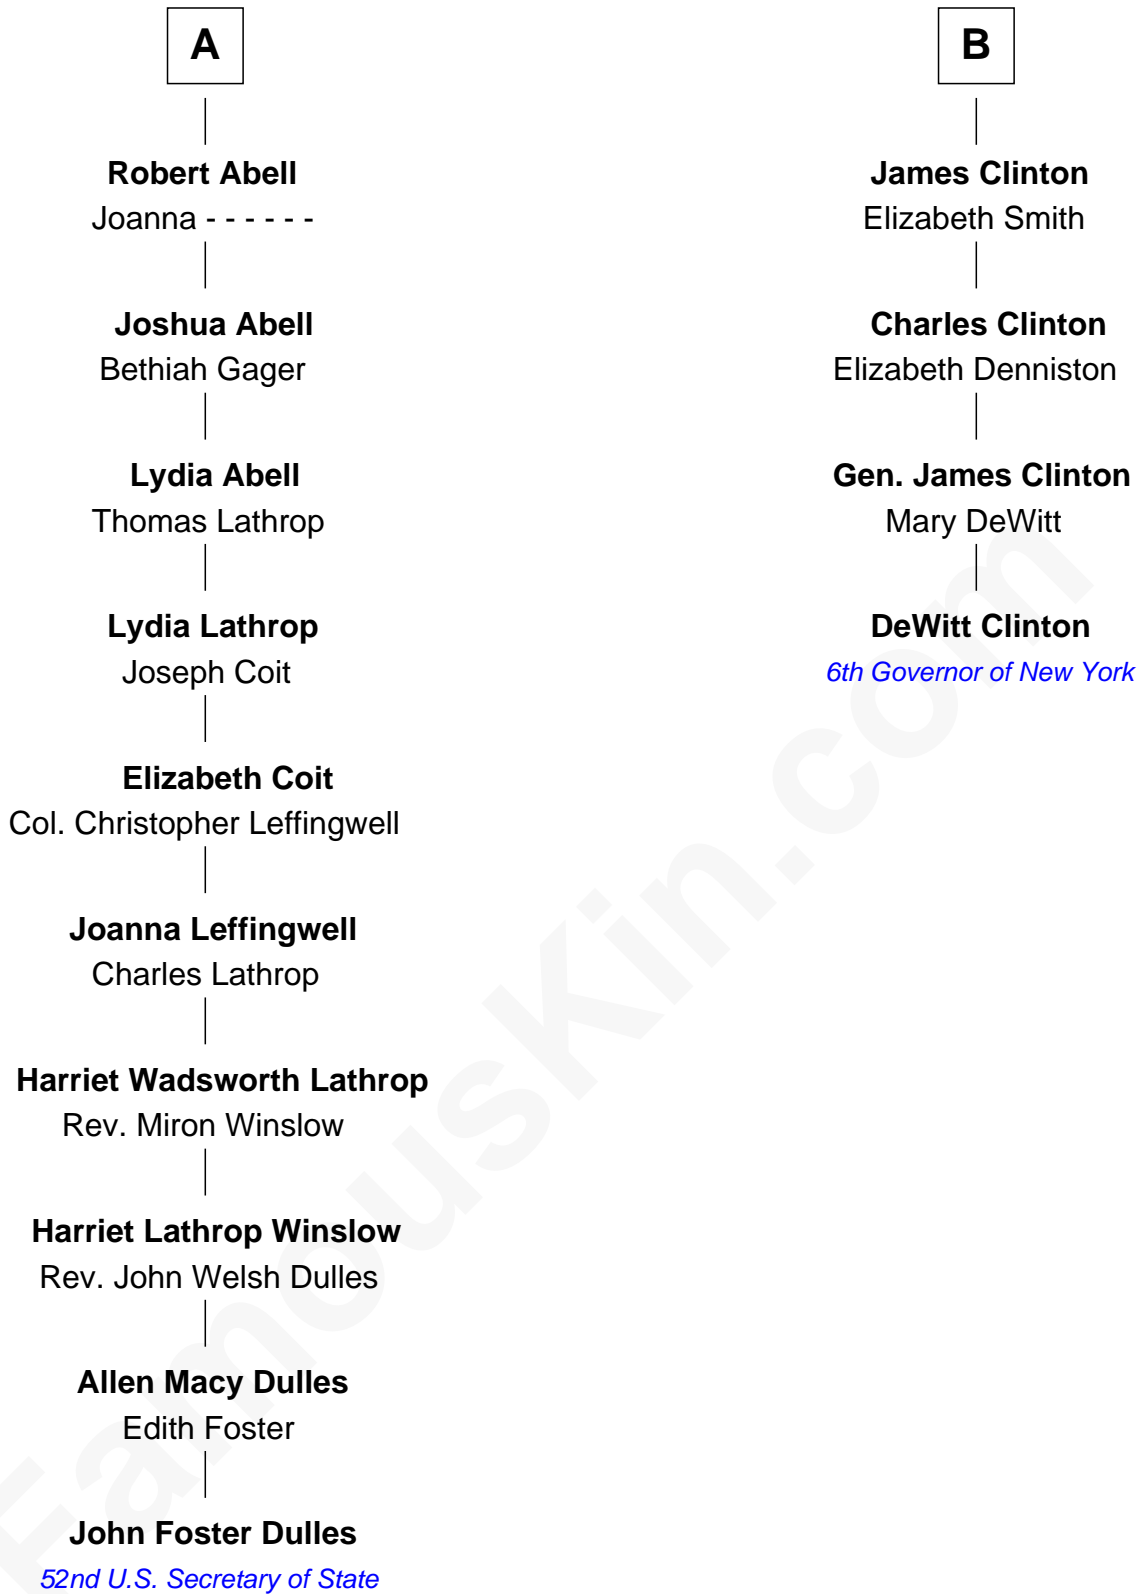 A
Robert Abell
Joanna - - - - - -
Joshua Abell
Bethiah Gager
Lydia Abell
Thomas Lathrop
Lydia Lathrop
Joseph Coit
Elizabeth Coit
Col. Christopher Leffingwell
Joanna Leffingwell
Charles Lathrop
Harriet Wadsworth Lathrop
Rev. Miron Winslow
Harriet Lathrop Winslow
Rev. John Welsh Dulles
Allen Macy Dulles
Edith Foster
John Foster Dulles
52nd U.S. Secretary of State
B
James Clinton
Elizabeth Smith
Charles Clinton
Elizabeth Denniston
Gen. James Clinton
Mary DeWitt
DeWitt Clinton
6th Governor of New York
FamousKin.com